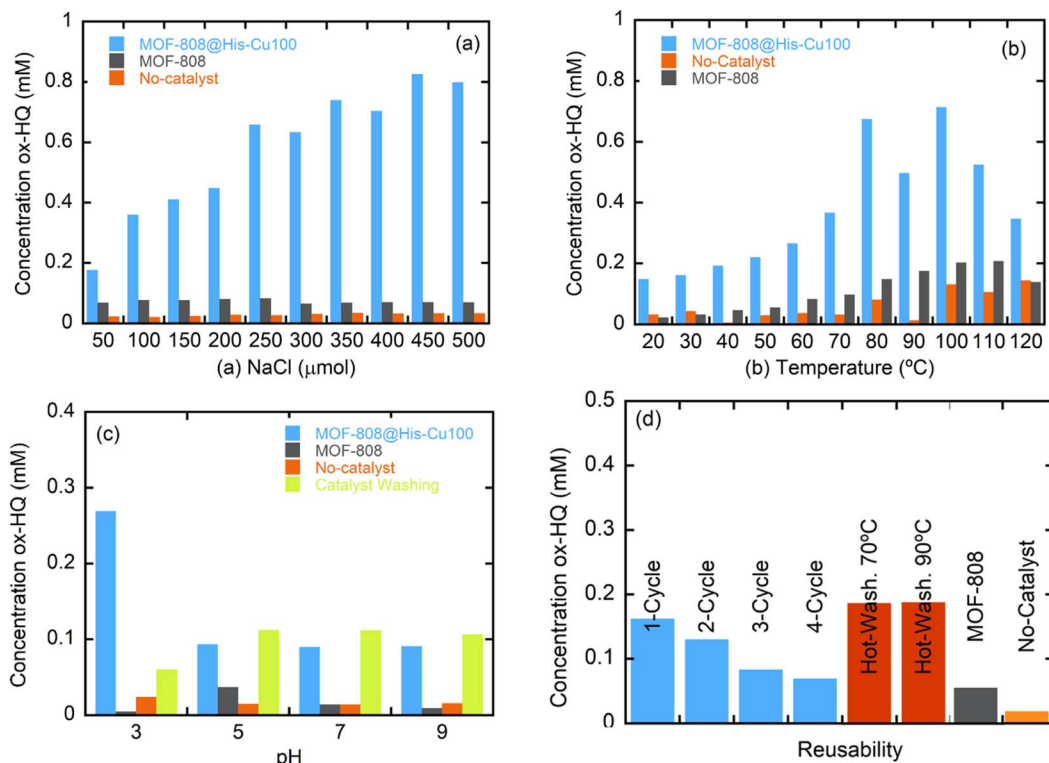 (a)
MOF-808@His-Cu100
MOF-808
No-catalyst
Concentration ox-HQ (mM)
1
0.8
0.6
0.4
0.2
0
50 100 150 200 250 300 350 400 450 500
(a) NaCl (μmol)
(b)
MOF-808@His-Cu100
No-Catalyst
MOF-808
Concentration ox-HQ (mM)
1
0.8
0.6
0.4
0.2
0
20 30 40 50 60 70 80 90 100 110 120
(b) Temperature (ºC)
(c)
MOF-808@His-Cu100
MOF-808
No-catalyst
Catalyst Washing
Concentration ox-HQ (mM)
0.4
0.3
0.2
0.1
0
3 5 7 9
pH
(d)
Concentration ox-HQ (mM)
0.5
0.4
0.3
0.2
0.1
0
1-Cycle
2-Cycle
3-Cycle
4-Cycle
Hot-Wash. 70ºC
Hot-Wash. 90ºC
MOF-808
No-Catalyst
Reusability